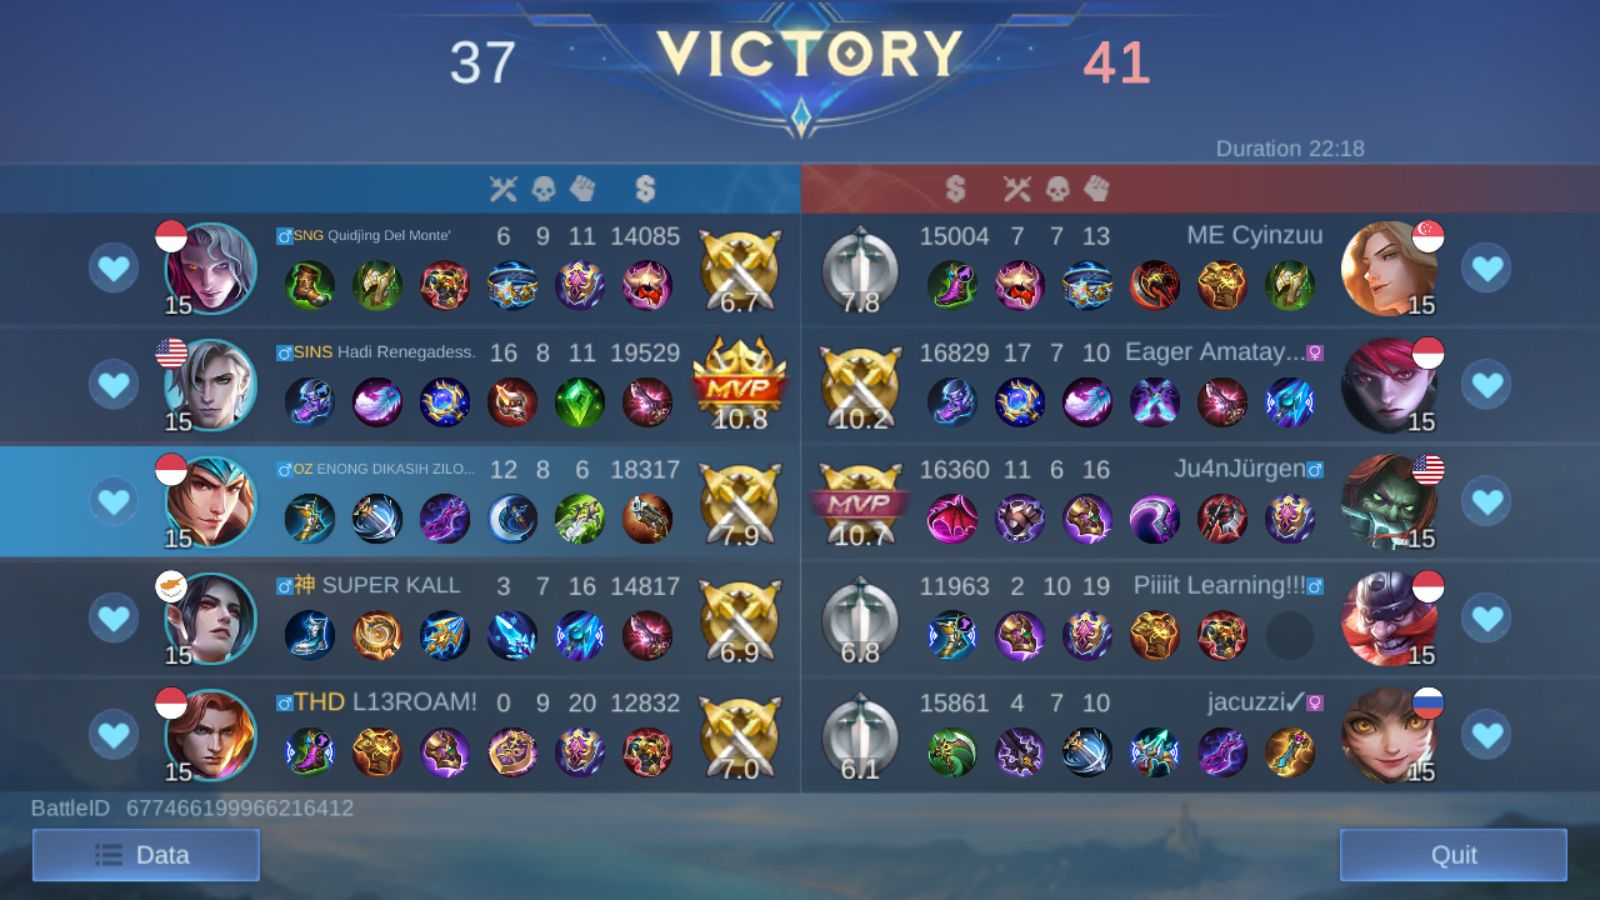 37 VICTORY 41
Duration 22:18
SNG Quidjìng Del Monte' 6 9 11 14085
15 6.7
7.8 15004 7 7 13 ME Cyinzuu
15
SINS Hadi Renegadess. 16 8 11 19529
15 MVP 10.8
10.2 16829 17 7 10 Eager Amatay...
15
OZ ENONG DIKASIH ZILO... 12 8 6 18317
15 7.9
MVP 10.7 16360 11 6 16 Ju4nJürgen
15
神 SUPER KALL 3 7 16 14817
15 6.9
6.8 11963 2 10 19 Piiiit Learning!!!
15
THD L13ROAM! 0 9 20 12832
15 7.0
6.1 15861 4 7 10 jacuzzi✓
15
BattleID 677466199966216412
Data
Quit